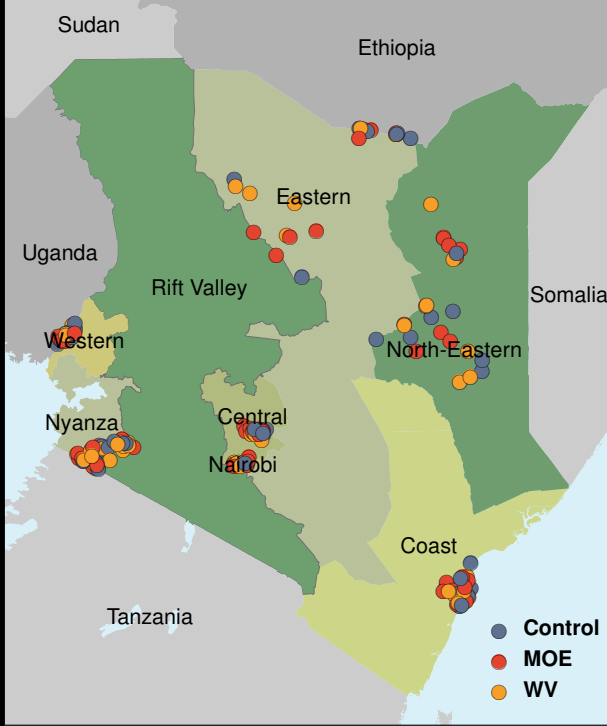 Sudan
Ethiopia
Eastern
Uganda
Rift Valley
Somalia
Western
North-Eastern
Nyanza
Central
Nairobi
Coast
Tanzania
Control
MOE
WV